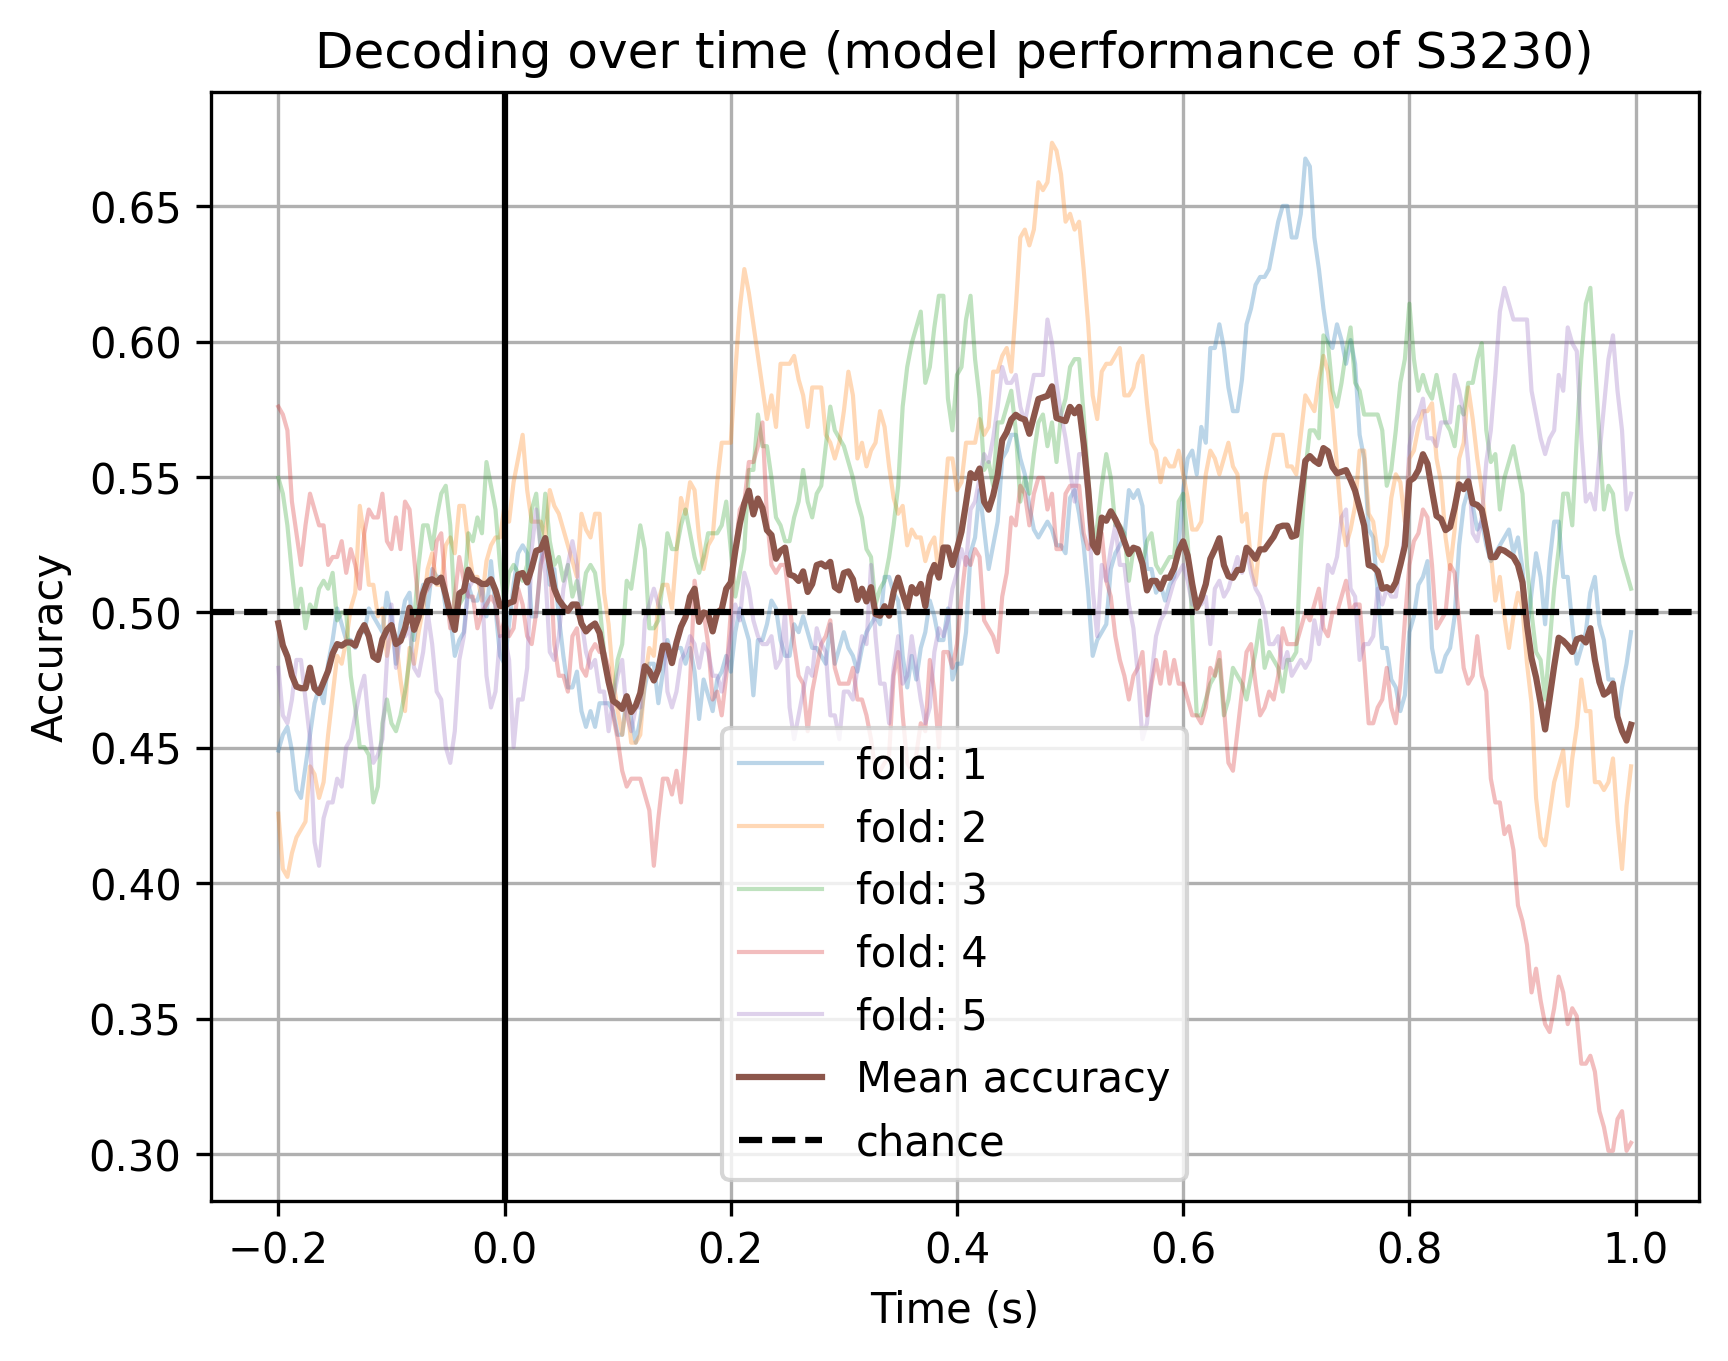 Decoding over time (model performance of S3230)
Accuracy
0.65
0.60
0.55
0.50
0.45
0.40
0.35
0.30
fold: 1
fold: 2
fold: 3
fold: 4
fold: 5
Mean accuracy
chance
−0.2 0.0 0.2 0.4 0.6 0.8 1.0
Time (s)